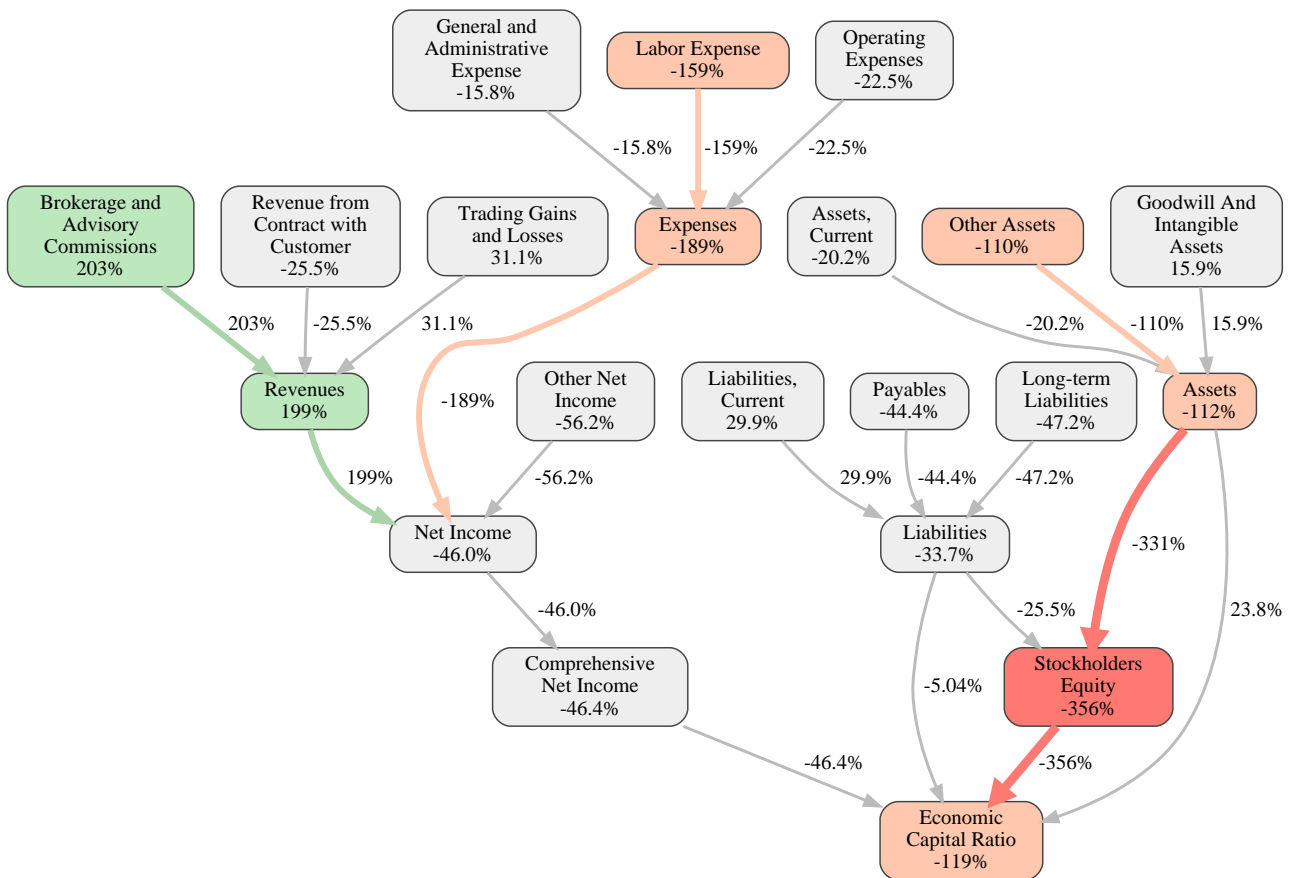 General and
Administrative
Expense
-15.8%
Labor Expense
-159%
Operating
Expenses
-22.5%
-15.8%
-159%
-22.5%
Brokerage and
Advisory
Commissions
203%
Revenue from
Contract with
Customer
-25.5%
Trading Gains
and Losses
31.1%
Expenses
-189%
Assets,
Current
-20.2%
Other Assets
-110%
Goodwill And
Intangible
Assets
15.9%
203%
-25.5%
31.1%
-20.2%
-110%
15.9%
Revenues
199%
-189%
Other Net
Income
-56.2%
Liabilities,
Current
29.9%
Payables
-44.4%
Long-term
Liabilities
-47.2%
Assets
-112%
199%
-56.2%
29.9%
-44.4%
-47.2%
Net Income
-46.0%
Liabilities
-33.7%
-331%
-46.0%
-25.5%
23.8%
Comprehensive
Net Income
-46.4%
-5.04%
Stockholders
Equity
-356%
-46.4%
-356%
Economic
Capital Ratio
-119%